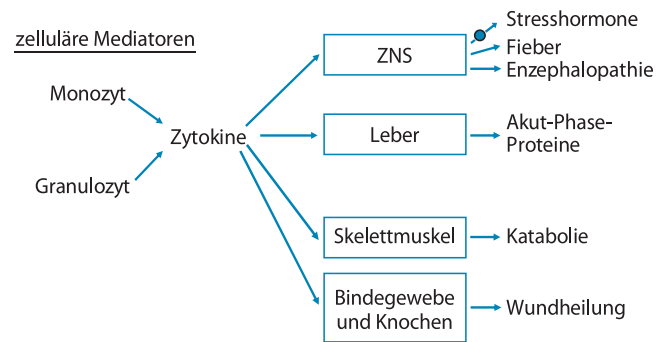 zelluläre Mediatoren
Monozyt
Granulozyt
Zytokine
ZNS
Stresshormone
Fieber
Enzephalopathie
Leber
Akut-Phase-
Proteine
Skelettmuskel
Katabolie
Bindegewebe
und Knochen
Wundheilung